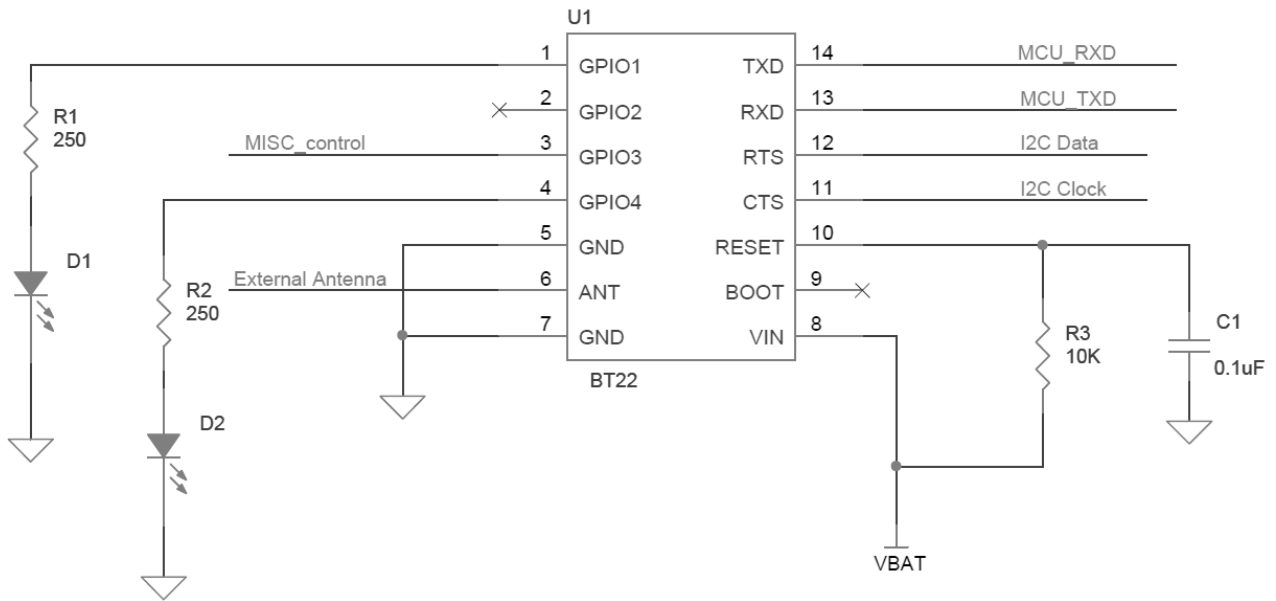 U1
1 GPIO1 TXD 14 MCU_RXD
2 GPIO2 RXD 13 MCU_TXD
R1
250
MISC_control 3 GPIO3 RTS 12 I2C Data
4 GPIO4 CTS 11 I2C Clock
5 GND RESET 10
D1
External Antenna 6 ANT BOOT 9
R2
250
7 GND VIN 8
R3
10K
C1
0.1uF
BT22
D2
VBAT